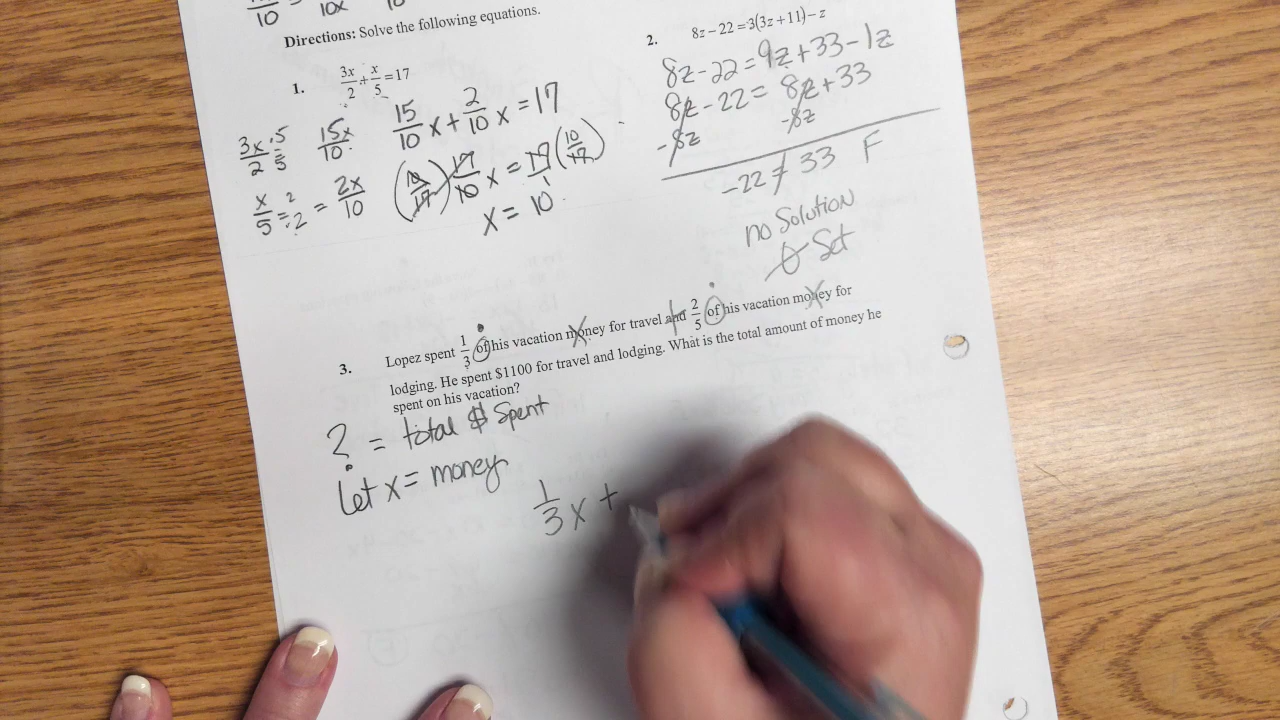 10 = 10x 10
Directions: Solve the following equations.
1. 3x/2 + x/5 = 17
3x/2 · 5/5 15x/10
x/5 = · 2/2 = 2x/10
15/10 x + 2/10 x = 17
(10/17) 17/10 x = 17/1 (10/17)
x = 10
2. 8z – 22 = 3(3z + 11) – z
8z - 22 = 9z + 33 - 1z
8z - 22 = 8z + 33
-8z -8z
-22 ≠ 33 F
no Solution
∅ Set
3. Lopez spent 1/3 of his vacation money for travel and 2/5 of his vacation money for
lodging. He spent $1100 for travel and lodging. What is the total amount of money he
spent on his vacation?
? = total $ Spent
let x = money
1/3 x +